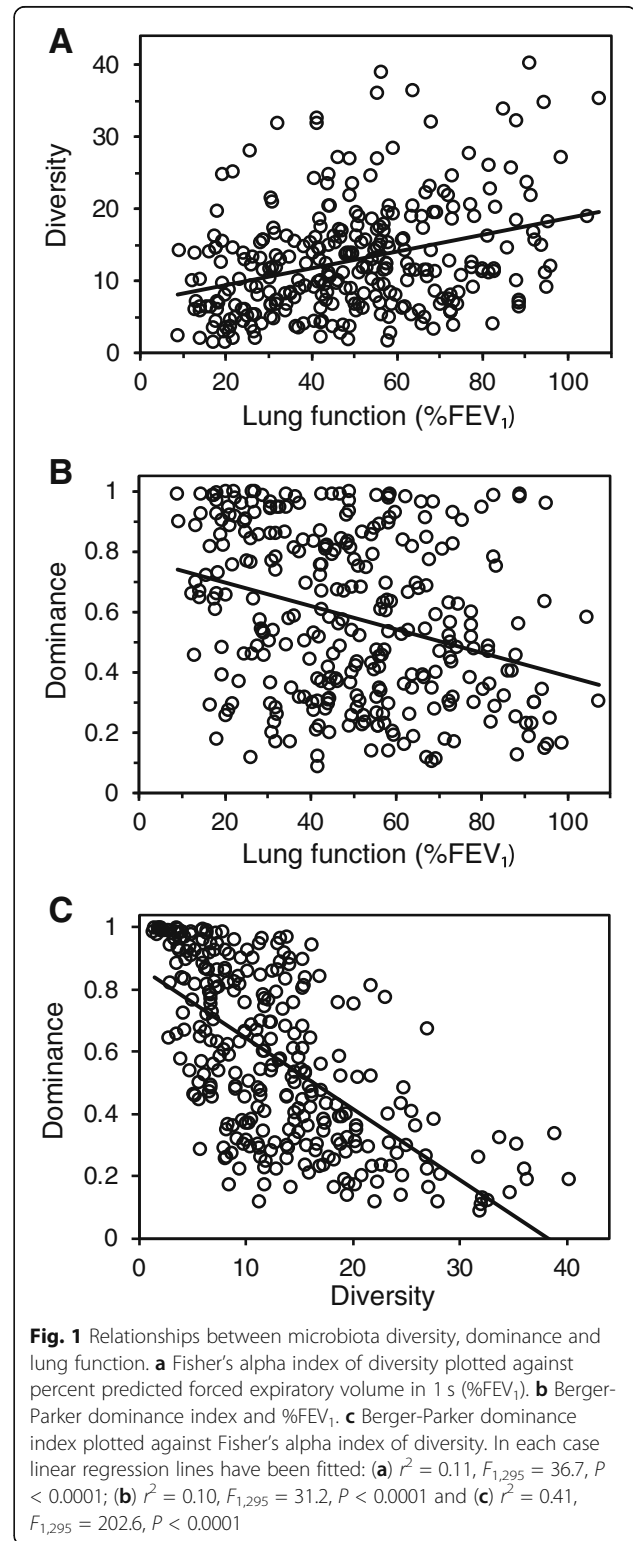 A
40
30
20
10
0
Diversity
0 20 40 60 80 100
Lung function (%FEV₁)
B
1
0.8
0.6
0.4
0.2
0
Dominance
0 20 40 60 80 100
Lung function (%FEV₁)
C
1
0.8
0.6
0.4
0.2
0
Dominance
0 10 20 30 40
Diversity
Fig. 1 Relationships between microbiota diversity, dominance and
lung function. a Fisher's alpha index of diversity plotted against
percent predicted forced expiratory volume in 1 s (%FEV₁). b Berger-
Parker dominance index and %FEV₁. c Berger-Parker dominance
index plotted against Fisher's alpha index of diversity. In each case
linear regression lines have been fitted: (a) r² = 0.11, F₁,₂₉₅ = 36.7, P
< 0.0001; (b) r² = 0.10, F₁,₂₉₅ = 31.2, P < 0.0001 and (c) r² = 0.41,
F₁,₂₉₅ = 202.6, P < 0.0001